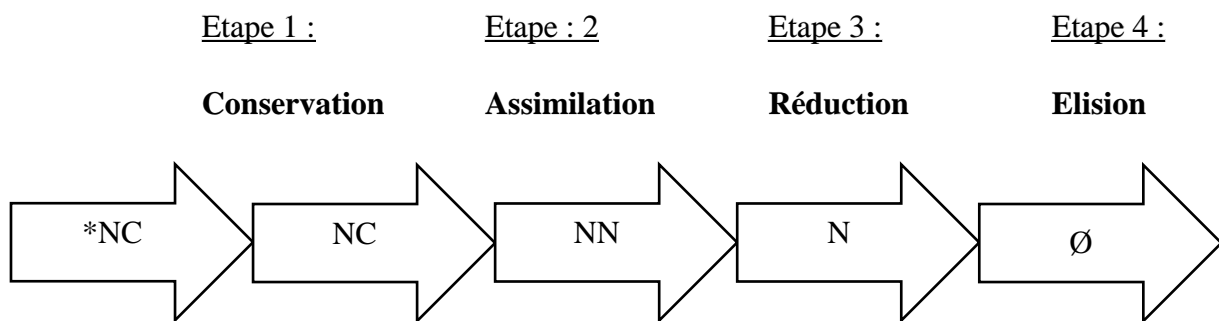 Etape 1 : Etape : 2 Etape 3 : Etape 4 :
Conservation Assimilation Réduction Elision
*NC NC NN N Ø